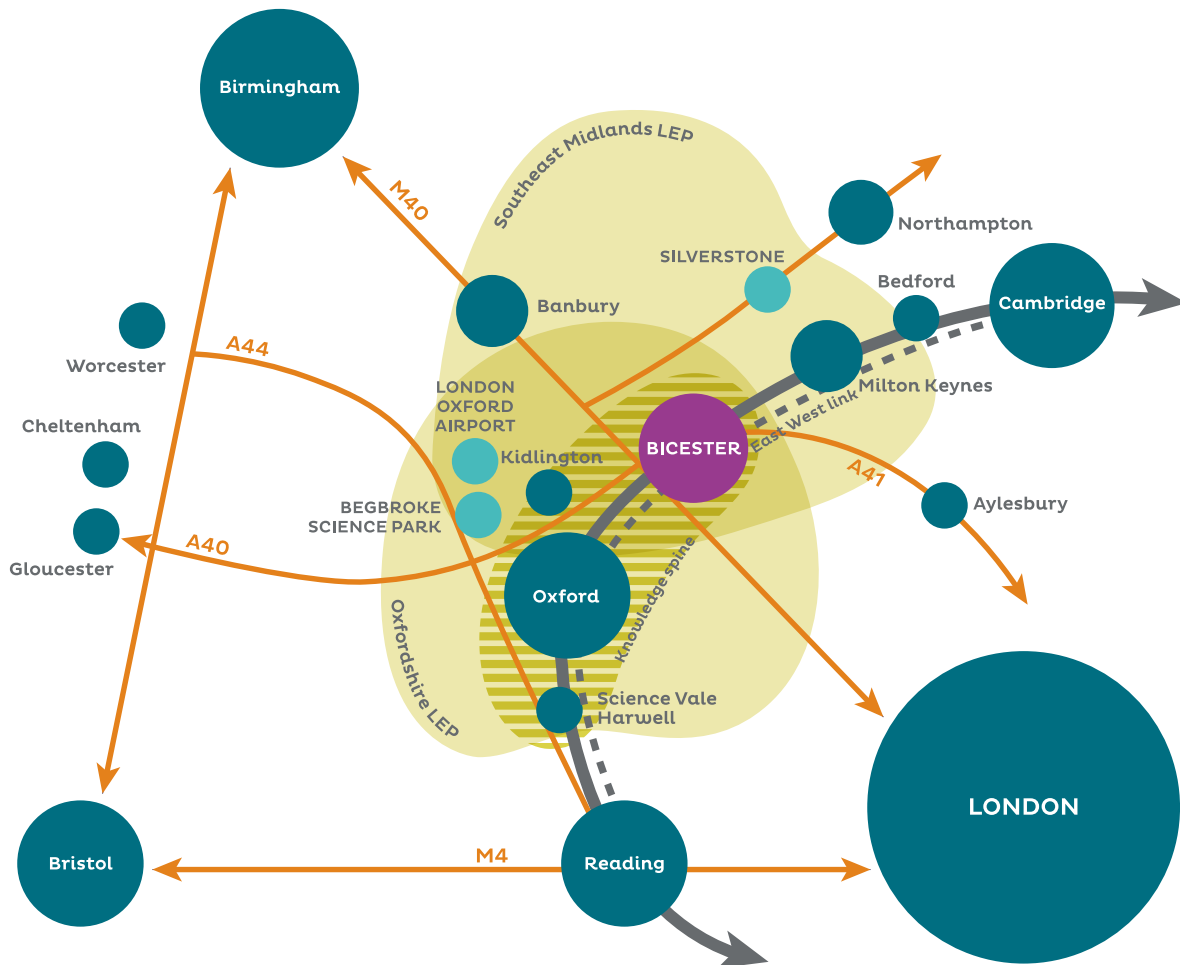 Birmingham
Southeast Midlands LEP
M40
Northampton
SILVERSTONE
Bedford
Cambridge
Banbury
A44
Worcester
LONDON
OXFORD
AIRPORT
Milton Keynes
East West link
Cheltenham
Kidlington
BICESTER
A41
Aylesbury
BEGBROKE
SCIENCE PARK
A40
Gloucester
Oxford
Knowledge spine
Oxfordshire LEP
Science Vale
Harwell
LONDON
M4
Bristol
Reading